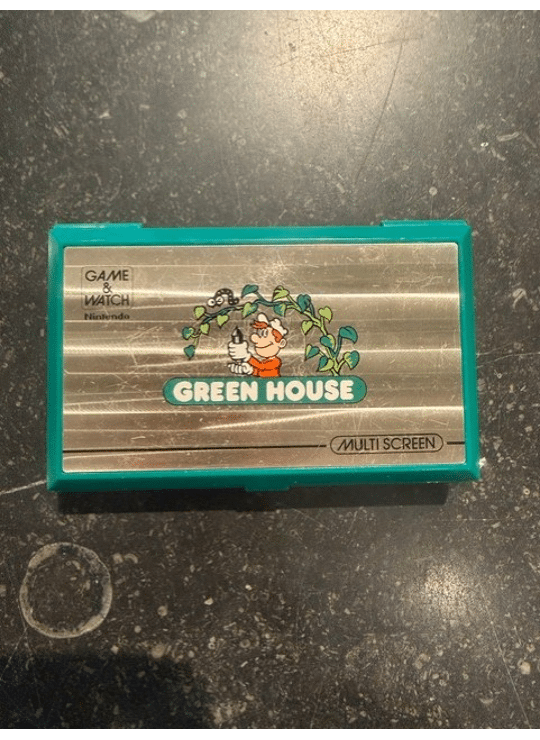 GAME
&
WATCH
Nintendo
GREEN HOUSE
MULTI SCREEN